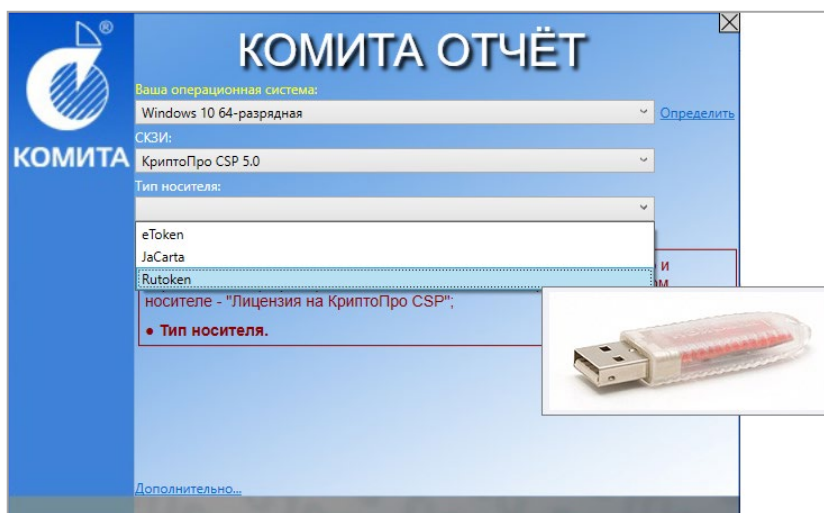 ®
КОМИТА ОТЧЁТ
Ваша операционная система:
Windows 10 64-разрядная
Определить
СКЗИ:
КОМИТА
КриптоПро CSP 5.0
Тип носителя:
eToken
JaCarta
Rutoken
и
носителе - "Лицензия на КриптоПро CSP";
● Тип носителя.
Дополнительно...